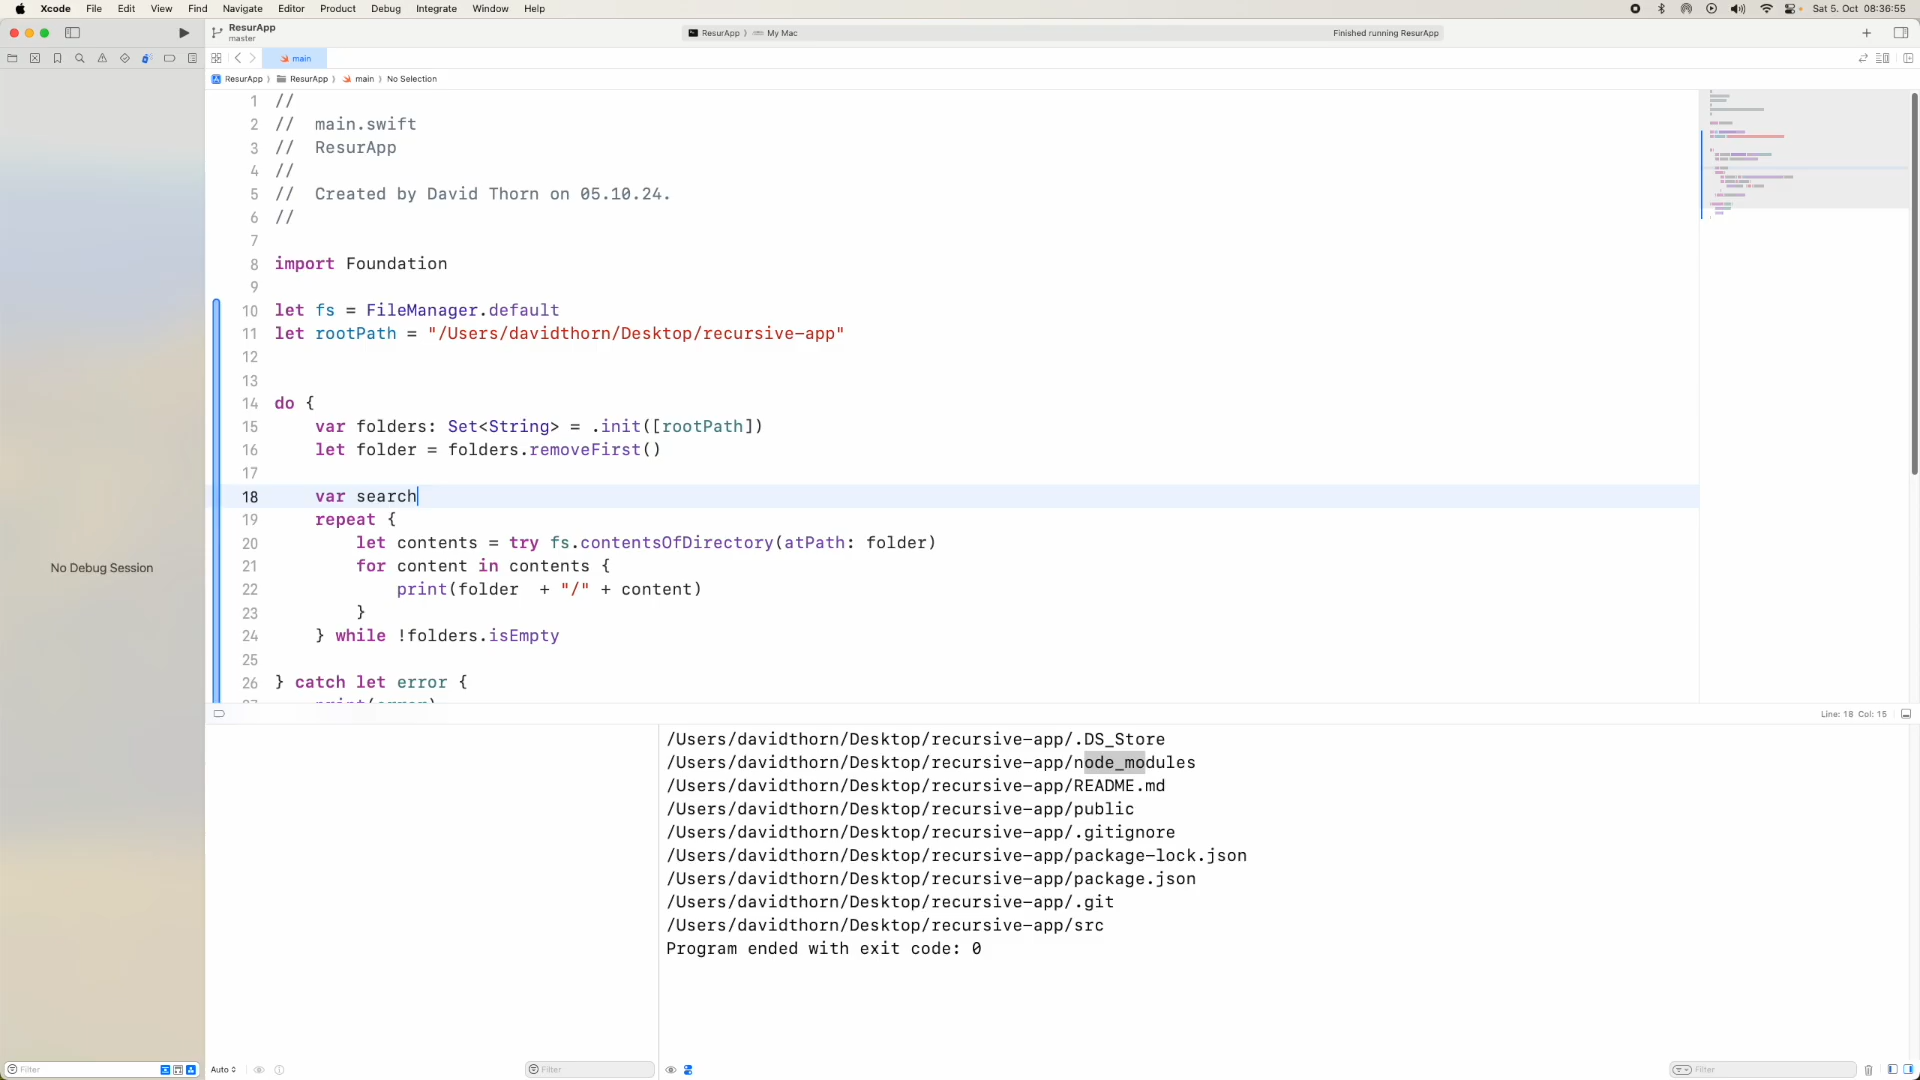 Xcode File Edit View Find Navigate Editor Product Debug Integrate Window Help Sat 5. Oct 08:36:55
ResurApp
master
ResurApp ⟩ My Mac
Finished running ResurApp
main
ResurApp ⟩ ResurApp ⟩ main ⟩ No Selection
1 //
2 //  main.swift
3 //  ResurApp
4 //
5 //  Created by David Thorn on 05.10.24.
6 //
7
8 import Foundation
9
10 let fs = FileManager.default
11 let rootPath = "/Users/davidthorn/Desktop/recursive-app"
12
13
14 do {
15     var folders: Set<String> = .init([rootPath])
16     let folder = folders.removeFirst()
17
18     var search
19     repeat {
20         let contents = try fs.contentsOfDirectory(atPath: folder)
21         for content in contents {
22             print(folder  + "/" + content)
23         }
24     } while !folders.isEmpty
25
26 } catch let error {
27     print(error)
No Debug Session
Line: 18 Col: 15
/Users/davidthorn/Desktop/recursive-app/.DS_Store
/Users/davidthorn/Desktop/recursive-app/node_modules
/Users/davidthorn/Desktop/recursive-app/README.md
/Users/davidthorn/Desktop/recursive-app/public
/Users/davidthorn/Desktop/recursive-app/.gitignore
/Users/davidthorn/Desktop/recursive-app/package-lock.json
/Users/davidthorn/Desktop/recursive-app/package.json
/Users/davidthorn/Desktop/recursive-app/.git
/Users/davidthorn/Desktop/recursive-app/src
Program ended with exit code: 0
Filter
Auto
Filter
Filter